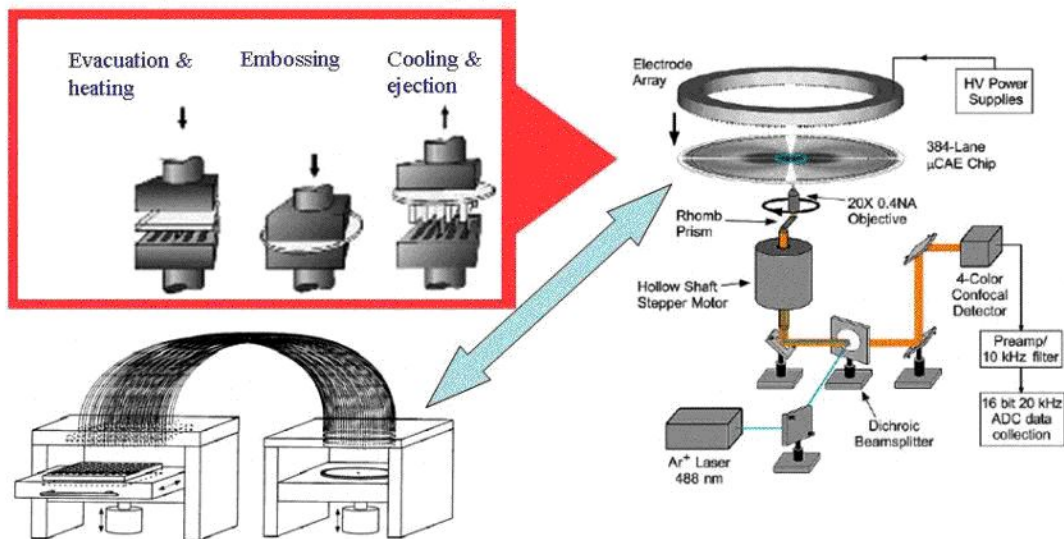 Evacuation &
heating
Embossing
Cooling &
ejection
Electrode
Array
HV Power
Supplies
384-Lane
μCAE Chip
20X 0.4NA
Objective
Rhomb
Prism
Hollow Shaft
Stepper Motor
4-Color
Confocal
Detector
Preamp/
10 kHz filter
16 bit 20 kHz
ADC data
collection
Dichroic
Beamsplitter
Ar+ Laser
488 nm